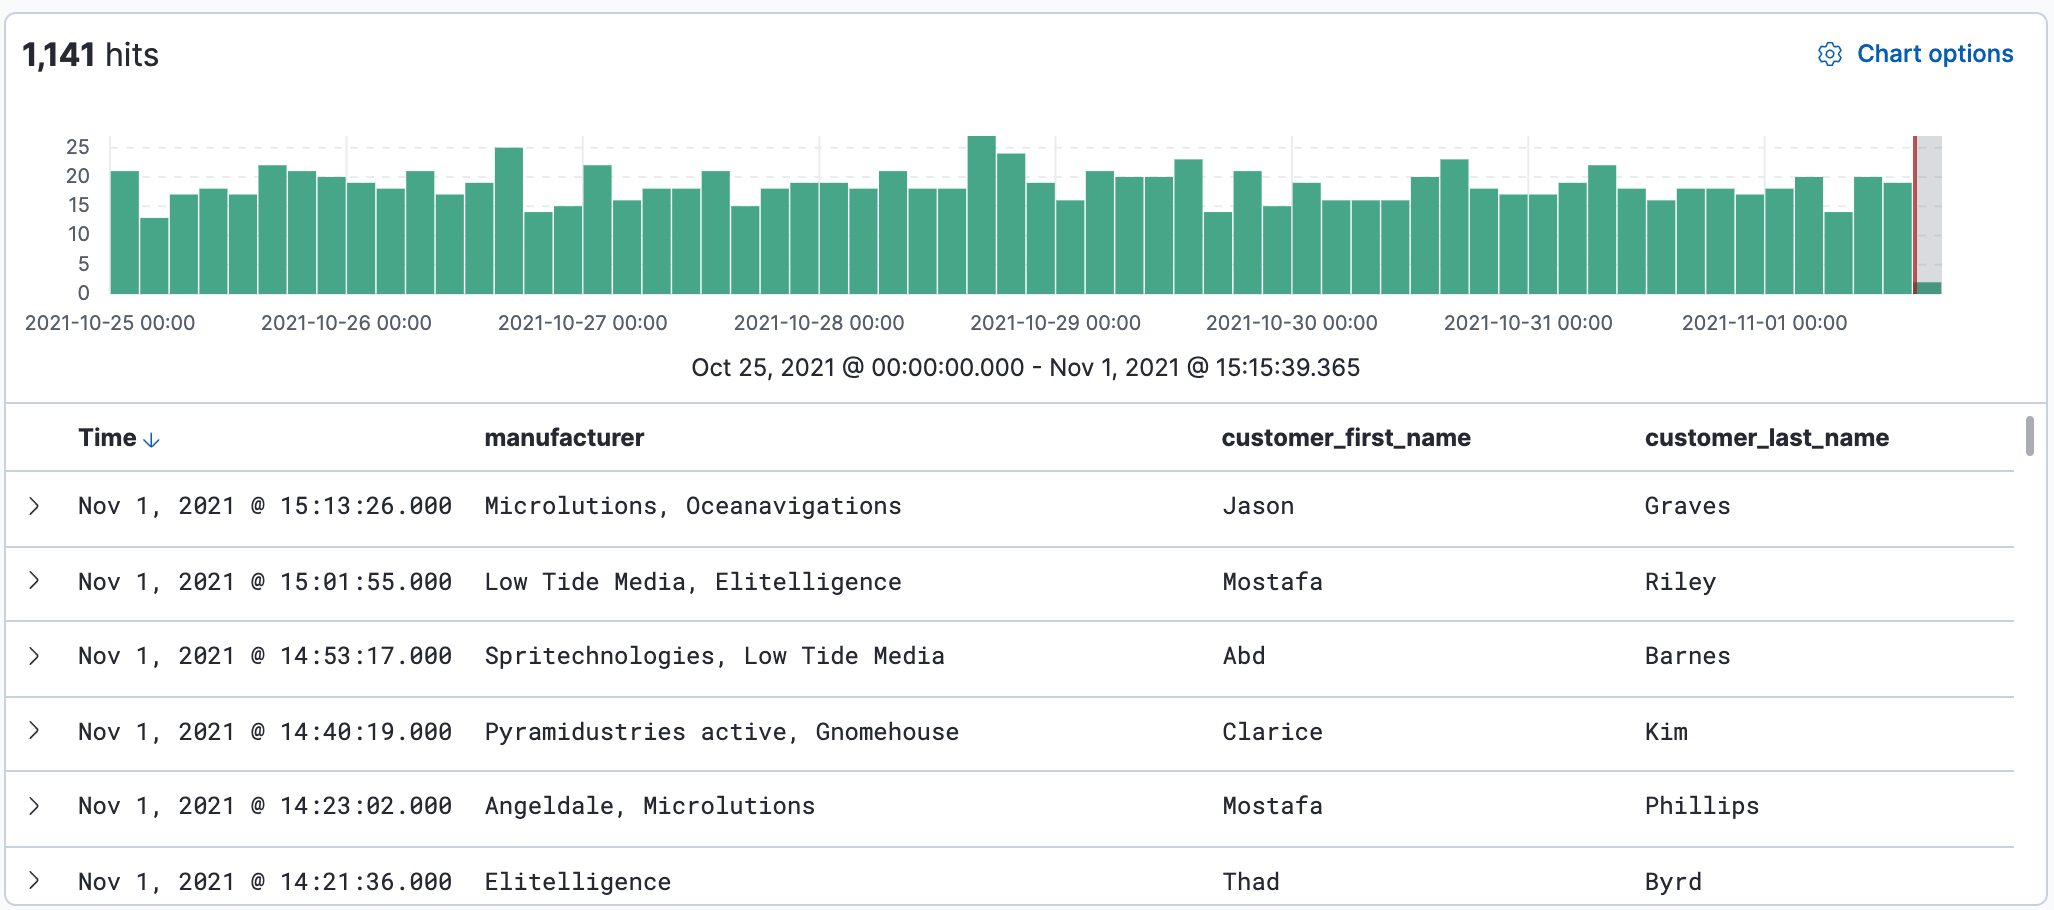 1,141 hits
Chart options
25
20
15
10
5
0
2021-10-25 00:00 2021-10-26 00:00 2021-10-27 00:00 2021-10-28 00:00 2021-10-29 00:00 2021-10-30 00:00 2021-10-31 00:00 2021-11-01 00:00
Oct 25, 2021 @ 00:00:00.000 - Nov 1, 2021 @ 15:15:39.365
Time manufacturer customer_first_name customer_last_name
Nov 1, 2021 @ 15:13:26.000 Microlutions, Oceanavigations Jason Graves
Nov 1, 2021 @ 15:01:55.000 Low Tide Media, Elitelligence Mostafa Riley
Nov 1, 2021 @ 14:53:17.000 Spritechnologies, Low Tide Media Abd Barnes
Nov 1, 2021 @ 14:40:19.000 Pyramidustries active, Gnomehouse Clarice Kim
Nov 1, 2021 @ 14:23:02.000 Angeldale, Microlutions Mostafa Phillips
Nov 1, 2021 @ 14:21:36.000 Elitelligence Thad Byrd